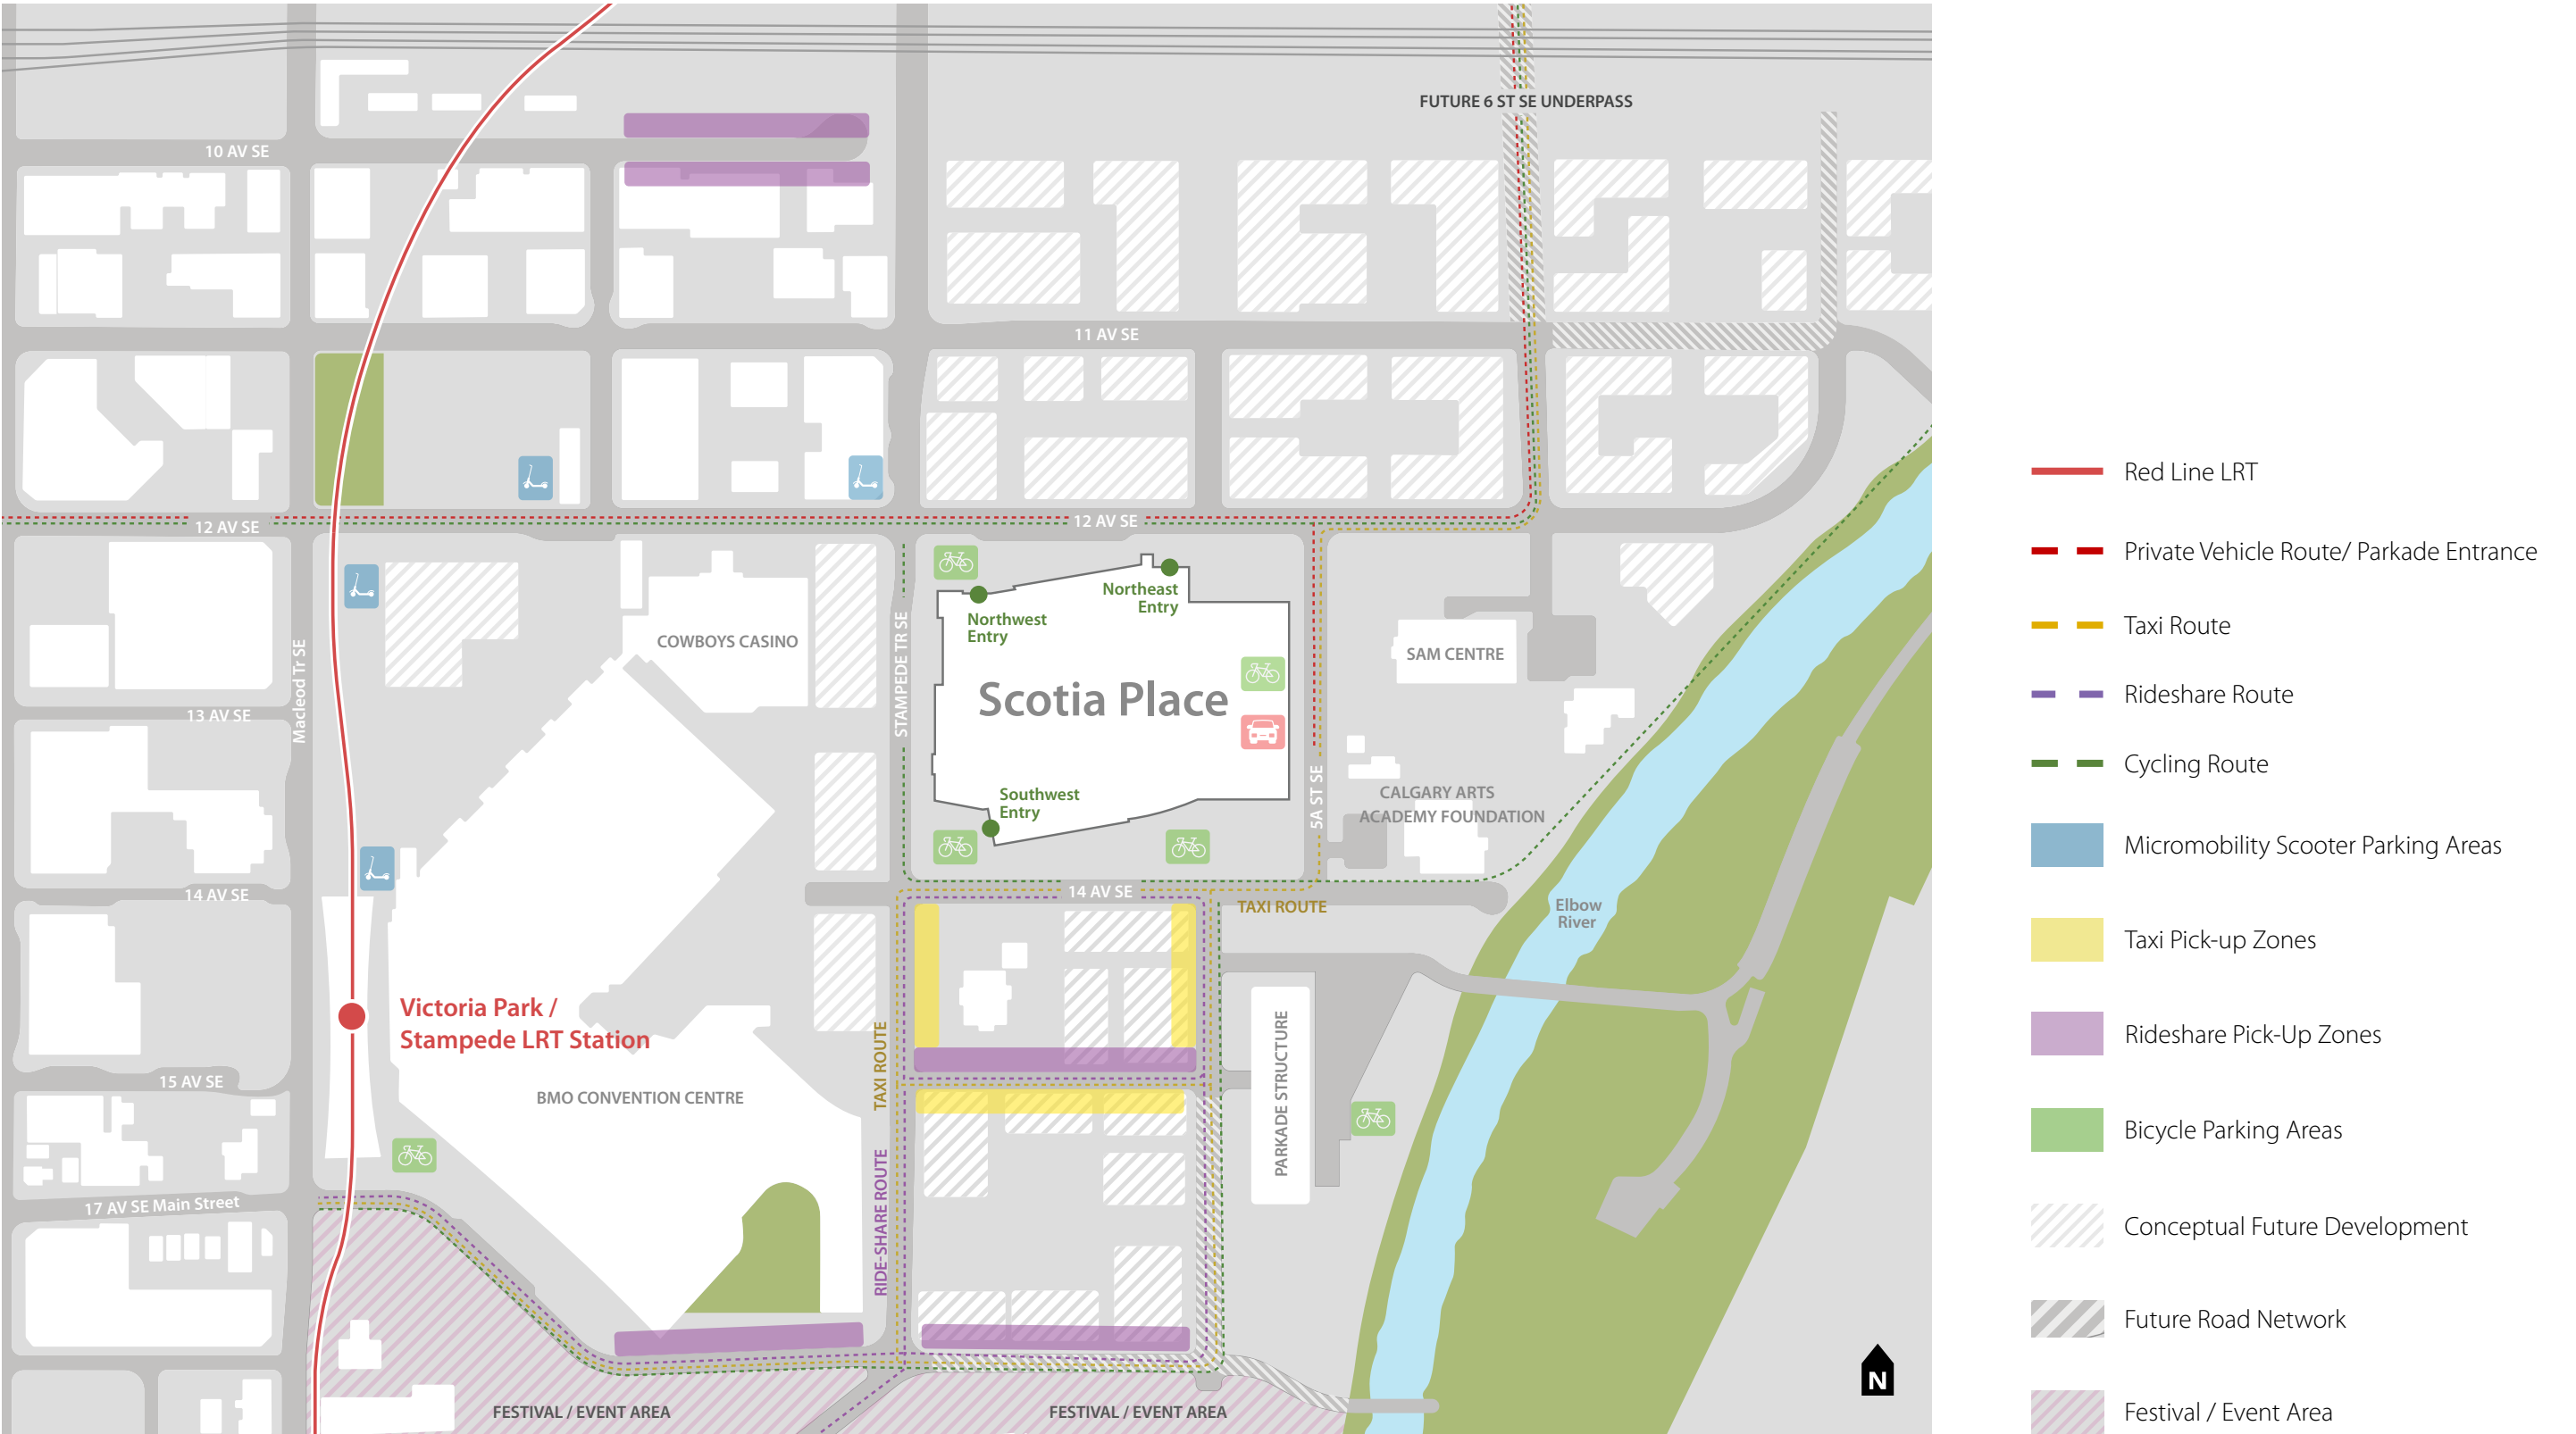 FUTURE 6 ST SE UNDERPASS
10 AV SE
11 AV SE
12 AV SE
12 AV SE
Northwest
Entry
Northeast
Entry
COWBOYS CASINO
STAMPEDE TR SE
Scotia Place
SAM CENTRE
Macleod Tr SE
13 AV SE
Southwest
Entry
5A ST SE
CALGARY ARTS
ACADEMY FOUNDATION
14 AV SE
14 AV SE
TAXI ROUTE
Elbow
River
Victoria Park /
Stampede LRT Station
TAXI ROUTE
PARKADE STRUCTURE
15 AV SE
BMO CONVENTION CENTRE
RIDE-SHARE ROUTE
17 AV SE Main Street
FESTIVAL / EVENT AREA
FESTIVAL / EVENT AREA
N
Red Line LRT
Private Vehicle Route/ Parkade Entrance
Taxi Route
Rideshare Route
Cycling Route
Micromobility Scooter Parking Areas
Taxi Pick-up Zones
Rideshare Pick-Up Zones
Bicycle Parking Areas
Conceptual Future Development
Future Road Network
Festival / Event Area